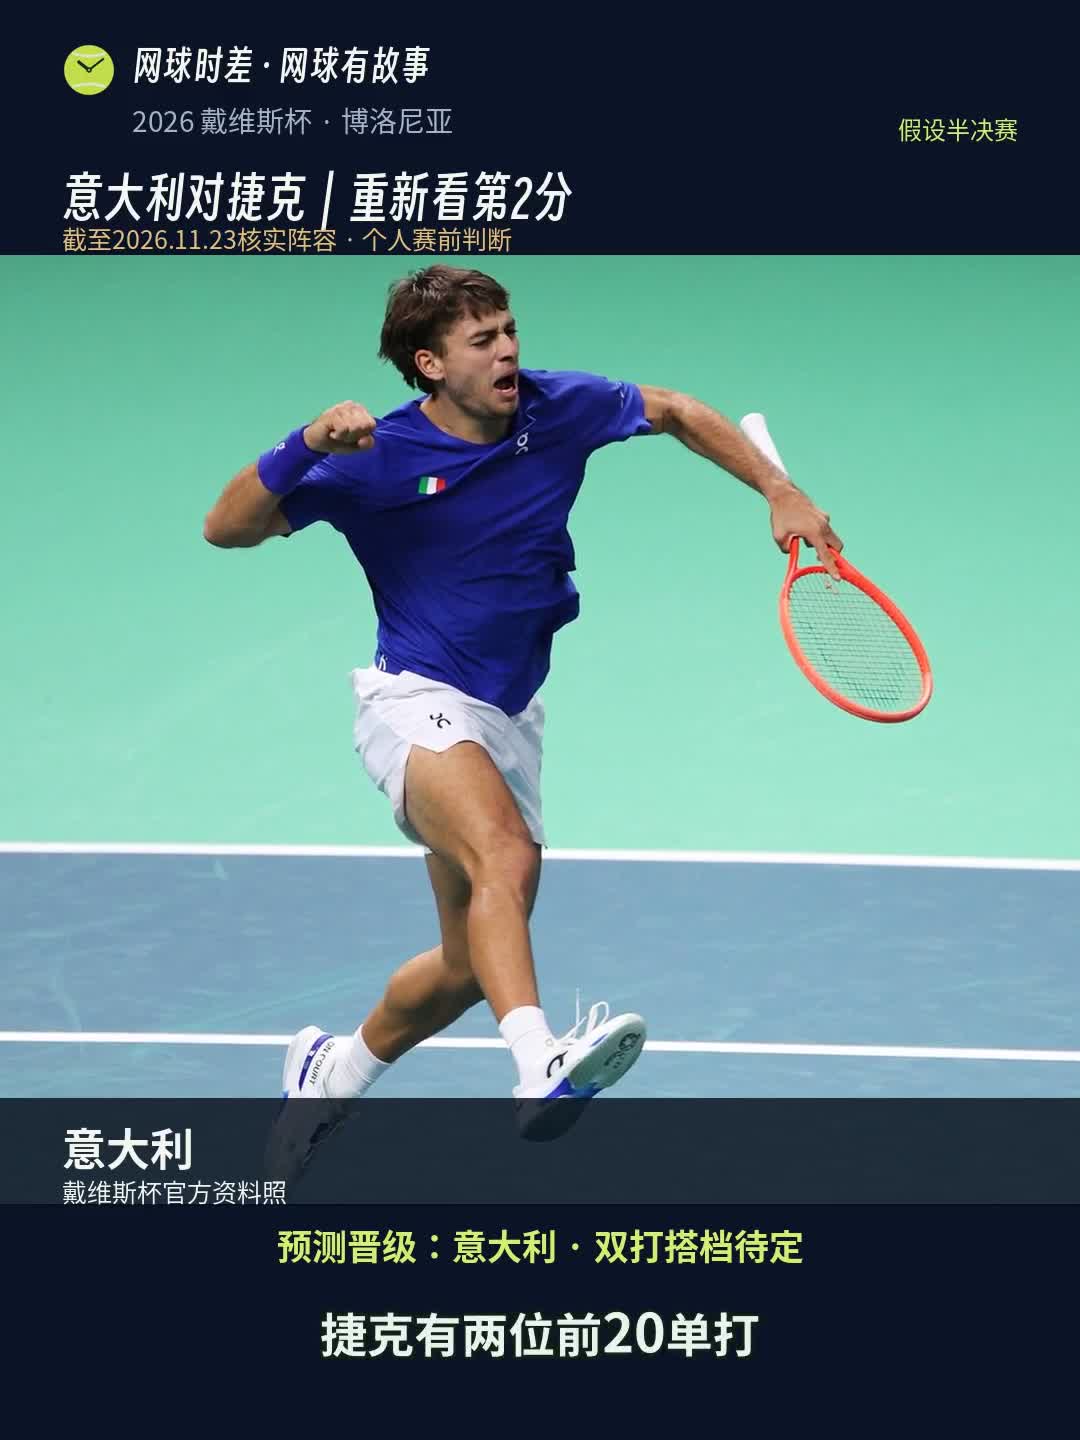 网球时差 · 网球有故事
2026 戴维斯杯 · 博洛尼亚
假设半决赛
意大利对捷克 | 重新看第2分
截至2026.11.23核实阵容 · 个人赛前判断
ON COURT
意大利
戴维斯杯官方资料照
预测晋级：意大利 · 双打搭档待定
捷克有两位前20单打